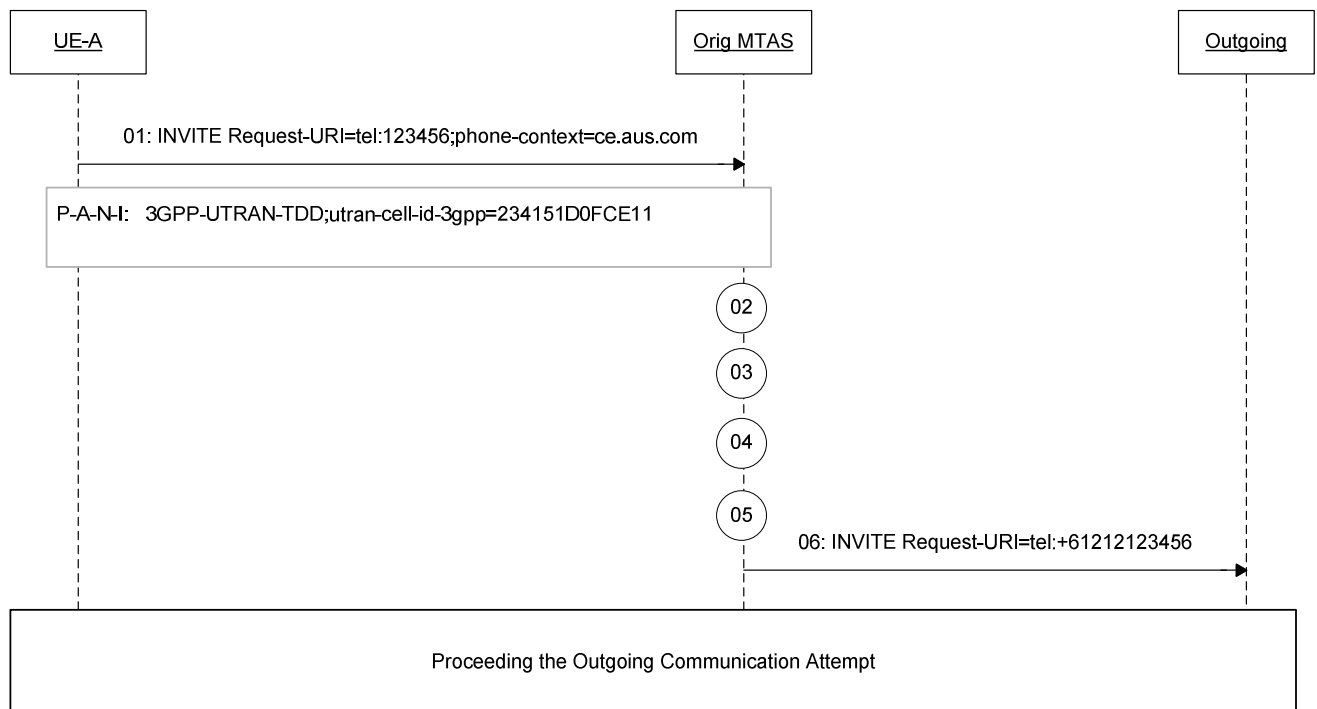 UE-A
Orig MTAS
Outgoing
01: INVITE Request-URI=tel:123456;phone-context=ce.aus.com
P-A-N-I: 3GPP-UTRAN-TDD;utran-cell-id-3gpp=234151D0FCE11
02
03
04
05
06: INVITE Request-URI=tel:+61212123456
Proceeding the Outgoing Communication Attempt